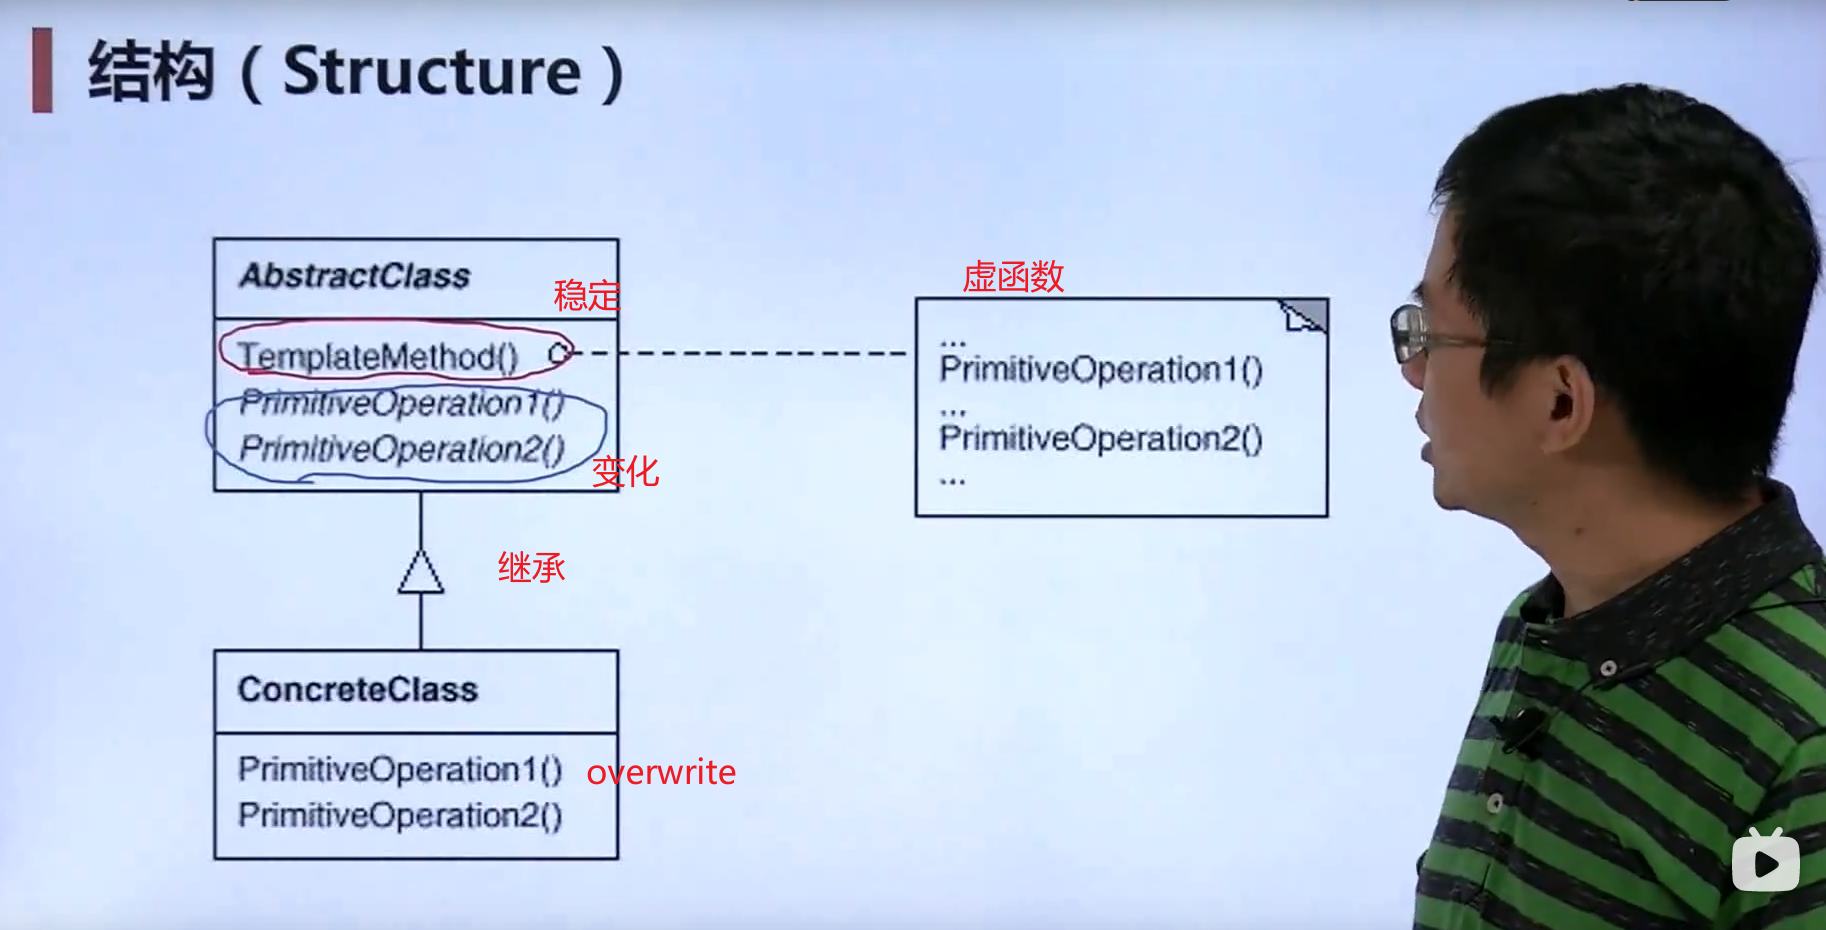 结构（Structure）
AbstractClass
稳定
TemplateMethod()
PrimitiveOperation1()
PrimitiveOperation2()
变化
虚函数
...
PrimitiveOperation1()
...
PrimitiveOperation2()
...
继承
ConcreteClass
PrimitiveOperation1() overwrite
PrimitiveOperation2()